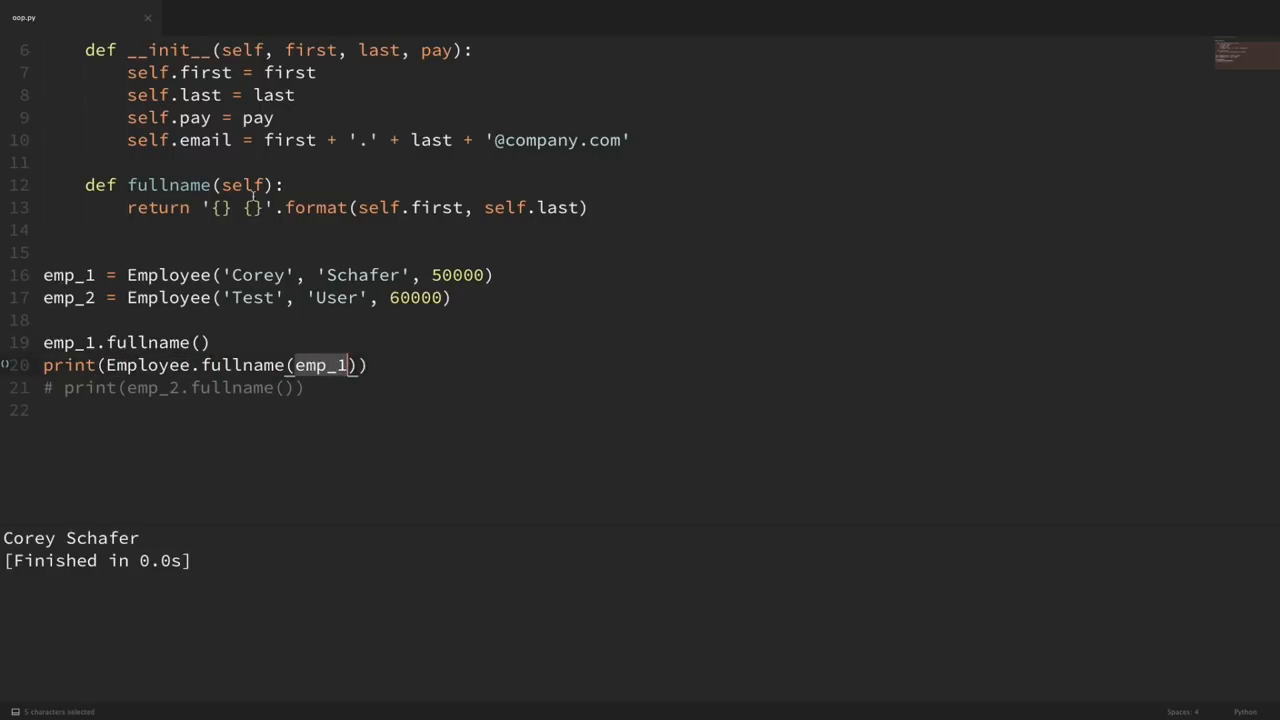 oop.py ×
6     def __init__(self, first, last, pay):
7         self.first = first
8         self.last = last
9         self.pay = pay
10         self.email = first + '.' + last + '@company.com'
11
12     def fullname(self):
13         return '{} {}'.format(self.first, self.last)
14
15
16 emp_1 = Employee('Corey', 'Schafer', 50000)
17 emp_2 = Employee('Test', 'User', 60000)
18
19 emp_1.fullname()
()20 print(Employee.fullname(emp_1))
21 # print(emp_2.fullname())
22
Corey Schafer
[Finished in 0.0s]
5 characters selected Spaces: 4 Python